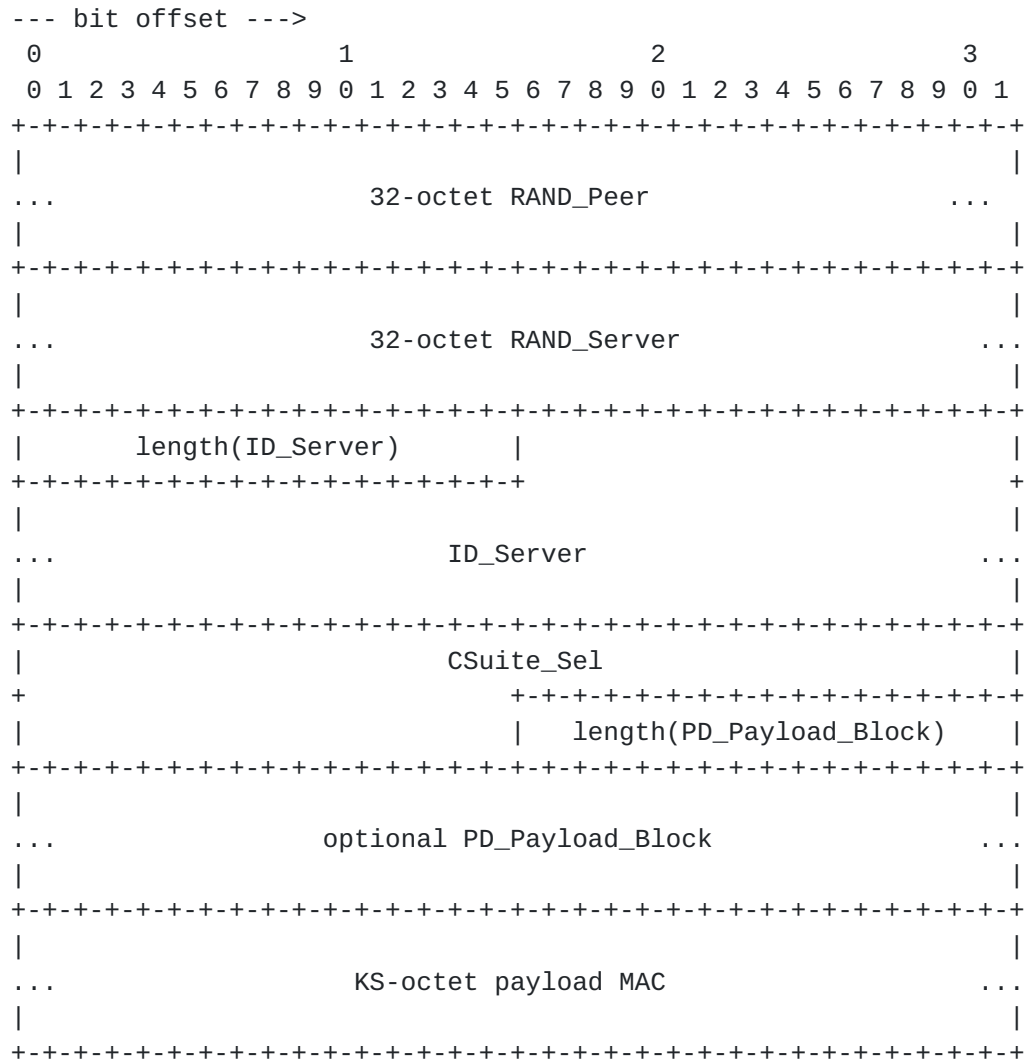 --- bit offset --->
 0                   1                   2                   3
 0 1 2 3 4 5 6 7 8 9 0 1 2 3 4 5 6 7 8 9 0 1 2 3 4 5 6 7 8 9 0 1
+-+-+-+-+-+-+-+-+-+-+-+-+-+-+-+-+-+-+-+-+-+-+-+-+-+-+-+-+-+-+-+-+
|                                                               |
...                    32-octet RAND_Peer                   ...
|                                                               |
+-+-+-+-+-+-+-+-+-+-+-+-+-+-+-+-+-+-+-+-+-+-+-+-+-+-+-+-+-+-+-+-+
|                                                               |
...                    32-octet RAND_Server                   ...
|                                                               |
+-+-+-+-+-+-+-+-+-+-+-+-+-+-+-+-+-+-+-+-+-+-+-+-+-+-+-+-+-+-+-+-+
|       length(ID_Server)       |                               |
+-+-+-+-+-+-+-+-+-+-+-+-+-+-+-+-+                               +
|                                                               |
...                         ID_Server                         ...
|                                                               |
+-+-+-+-+-+-+-+-+-+-+-+-+-+-+-+-+-+-+-+-+-+-+-+-+-+-+-+-+-+-+-+-+
|                           CSuite_Sel                          |
+                               +-+-+-+-+-+-+-+-+-+-+-+-+-+-+-+-+
|                               |   length(PD_Payload_Block)    |
+-+-+-+-+-+-+-+-+-+-+-+-+-+-+-+-+-+-+-+-+-+-+-+-+-+-+-+-+-+-+-+-+
|                                                               |
...                 optional PD_Payload_Block                 ...
|                                                               |
+-+-+-+-+-+-+-+-+-+-+-+-+-+-+-+-+-+-+-+-+-+-+-+-+-+-+-+-+-+-+-+-+
|                                                               |
...                   KS-octet payload MAC                    ...
|                                                               |
+-+-+-+-+-+-+-+-+-+-+-+-+-+-+-+-+-+-+-+-+-+-+-+-+-+-+-+-+-+-+-+-+